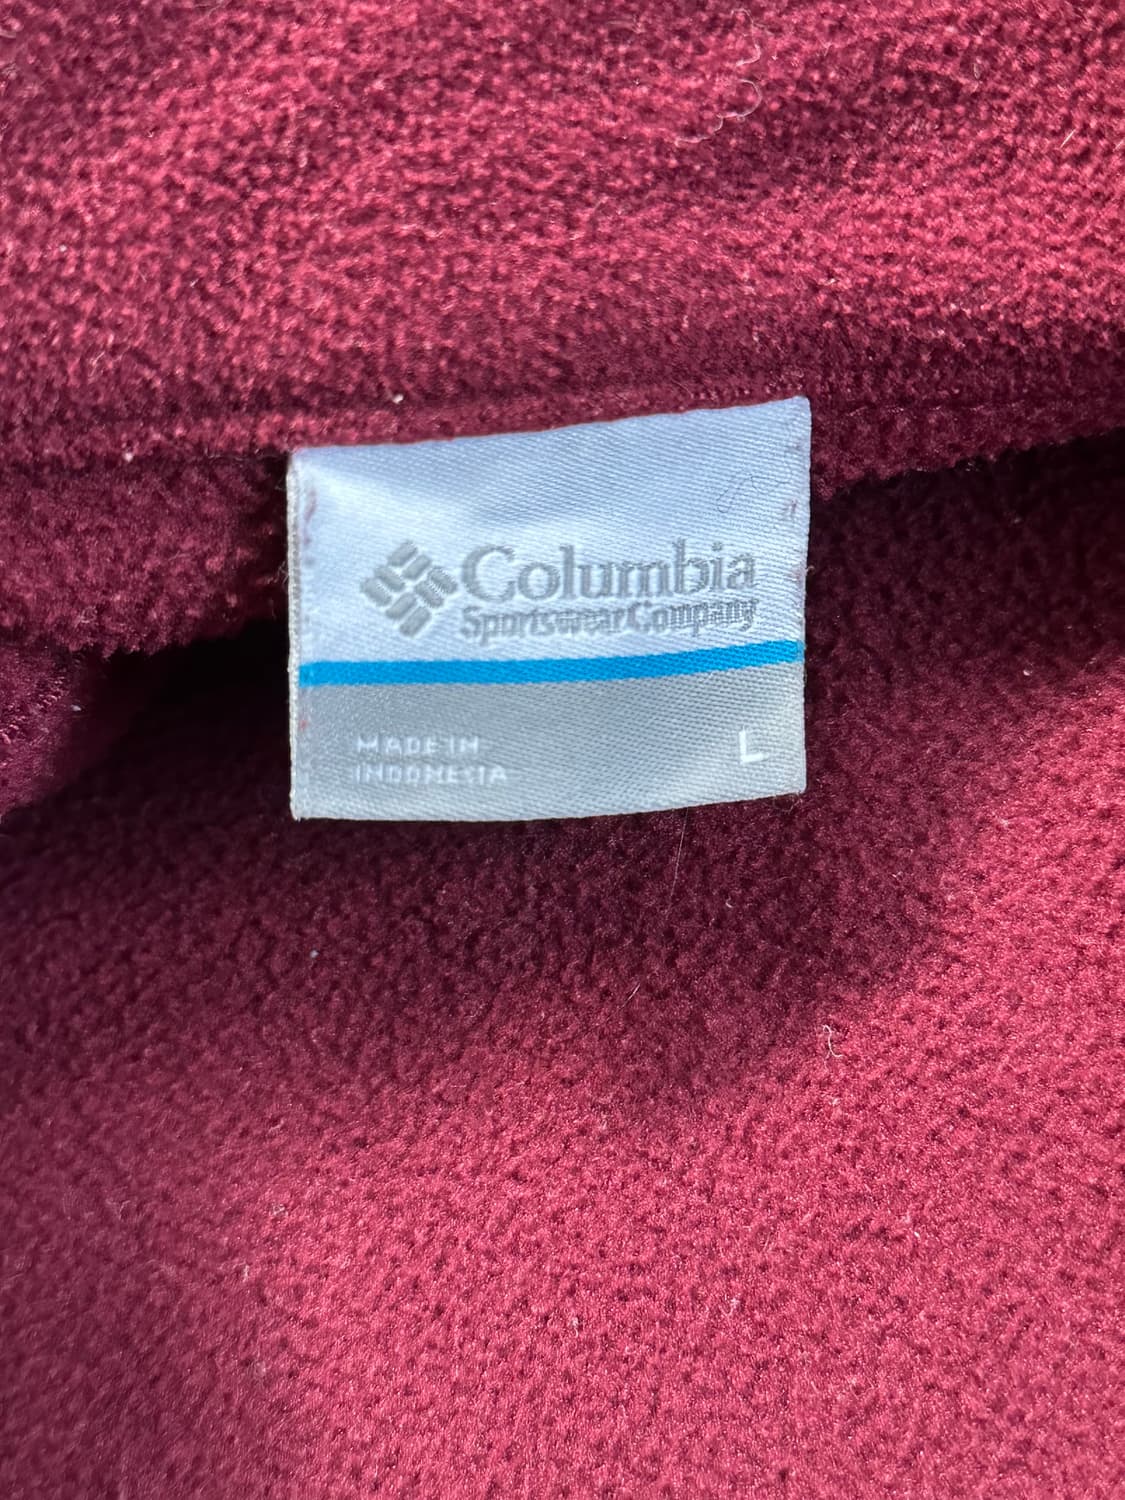 Columbia
Sportswear Company
MADE IN
INDONESIA
L